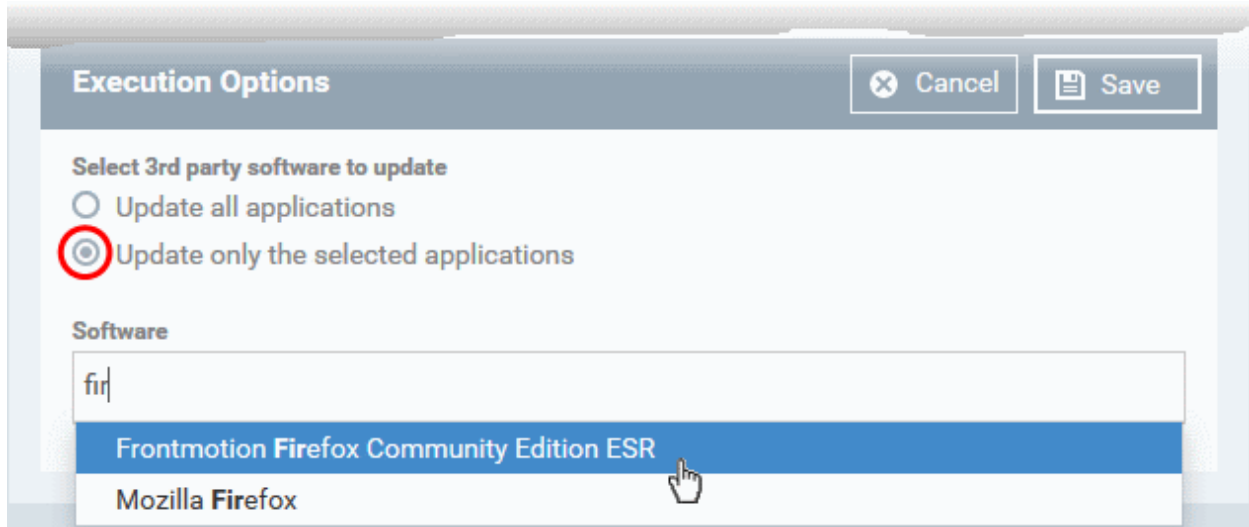 Execution Options
Cancel
Save
Select 3rd party software to update
Update all applications
Update only the selected applications
Software
fir
Frontmotion Firefox Community Edition ESR
Mozilla Firefox